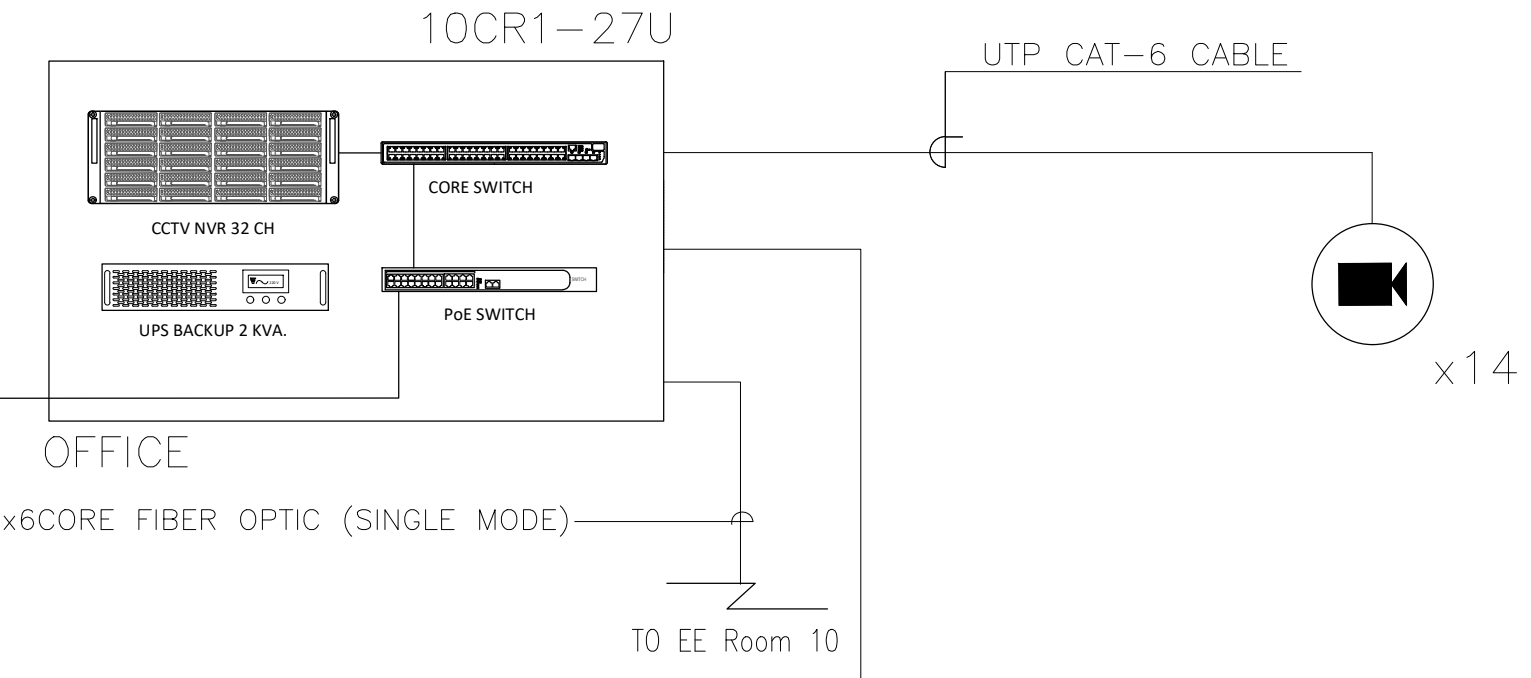 10CR1-27U
UTP CAT-6 CABLE
CORE SWITCH
CCTV NVR 32 CH
SWITCH
PoE SWITCH
UPS BACKUP 2 KVA.
x14
OFFICE
x6CORE FIBER OPTIC (SINGLE MODE)
TO EE Room 10